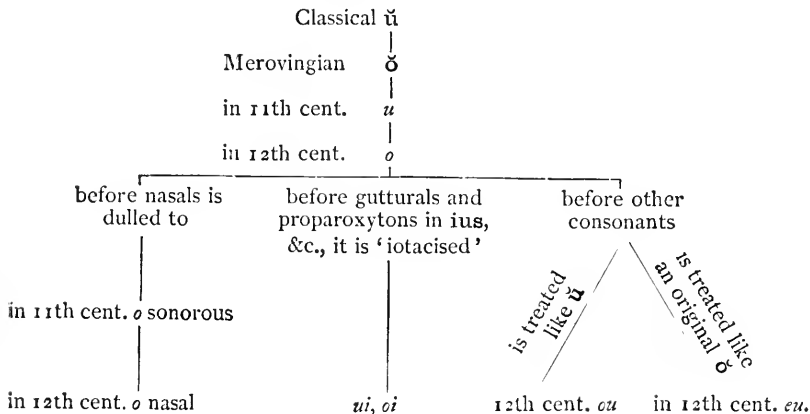 Classical ŭ
Merovingian ŏ
in 11th cent. u
in 12th cent. o
before nasals is
dulled to
before gutturals and
proparoxytons in ius,
&c., it is ‘iotacised’
before other
consonants
is treated
like ŭ
is treated like
an original ŏ
in 11th cent. o sonorous
in 12th cent. o nasal
ui, oi
12th cent. ou
in 12th cent. eu.